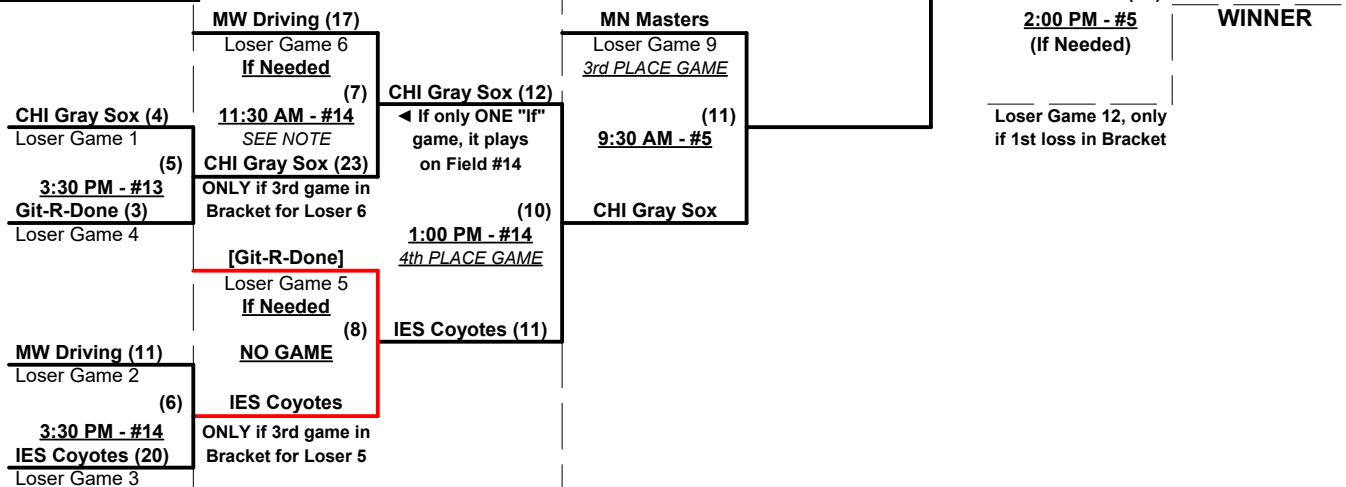 MW Driving (17)
Loser Game 6
If Needed
(7)
11:30 AM - #14
SEE NOTE
CHI Gray Sox (23)
ONLY if 3rd game in
Bracket for Loser 6
CHI Gray Sox (4)
Loser Game 1
(5)
3:30 PM - #13
Git-R-Done (3)
Loser Game 4
[Git-R-Done]
Loser Game 5
If Needed
(8)
NO GAME
IES Coyotes
ONLY if 3rd game in
Bracket for Loser 5
MW Driving (11)
Loser Game 2
(6)
3:30 PM - #14
IES Coyotes (20)
Loser Game 3
CHI Gray Sox (12)
◄ If only ONE "If"
game, it plays
on Field #14
(10)
1:00 PM - #14
4th PLACE GAME
IES Coyotes (11)
MN Masters
Loser Game 9
3rd PLACE GAME
(11)
9:30 AM - #5
CHI Gray Sox
2:00 PM - #5
(If Needed)
WINNER
Loser Game 12, only
if 1st loss in Bracket